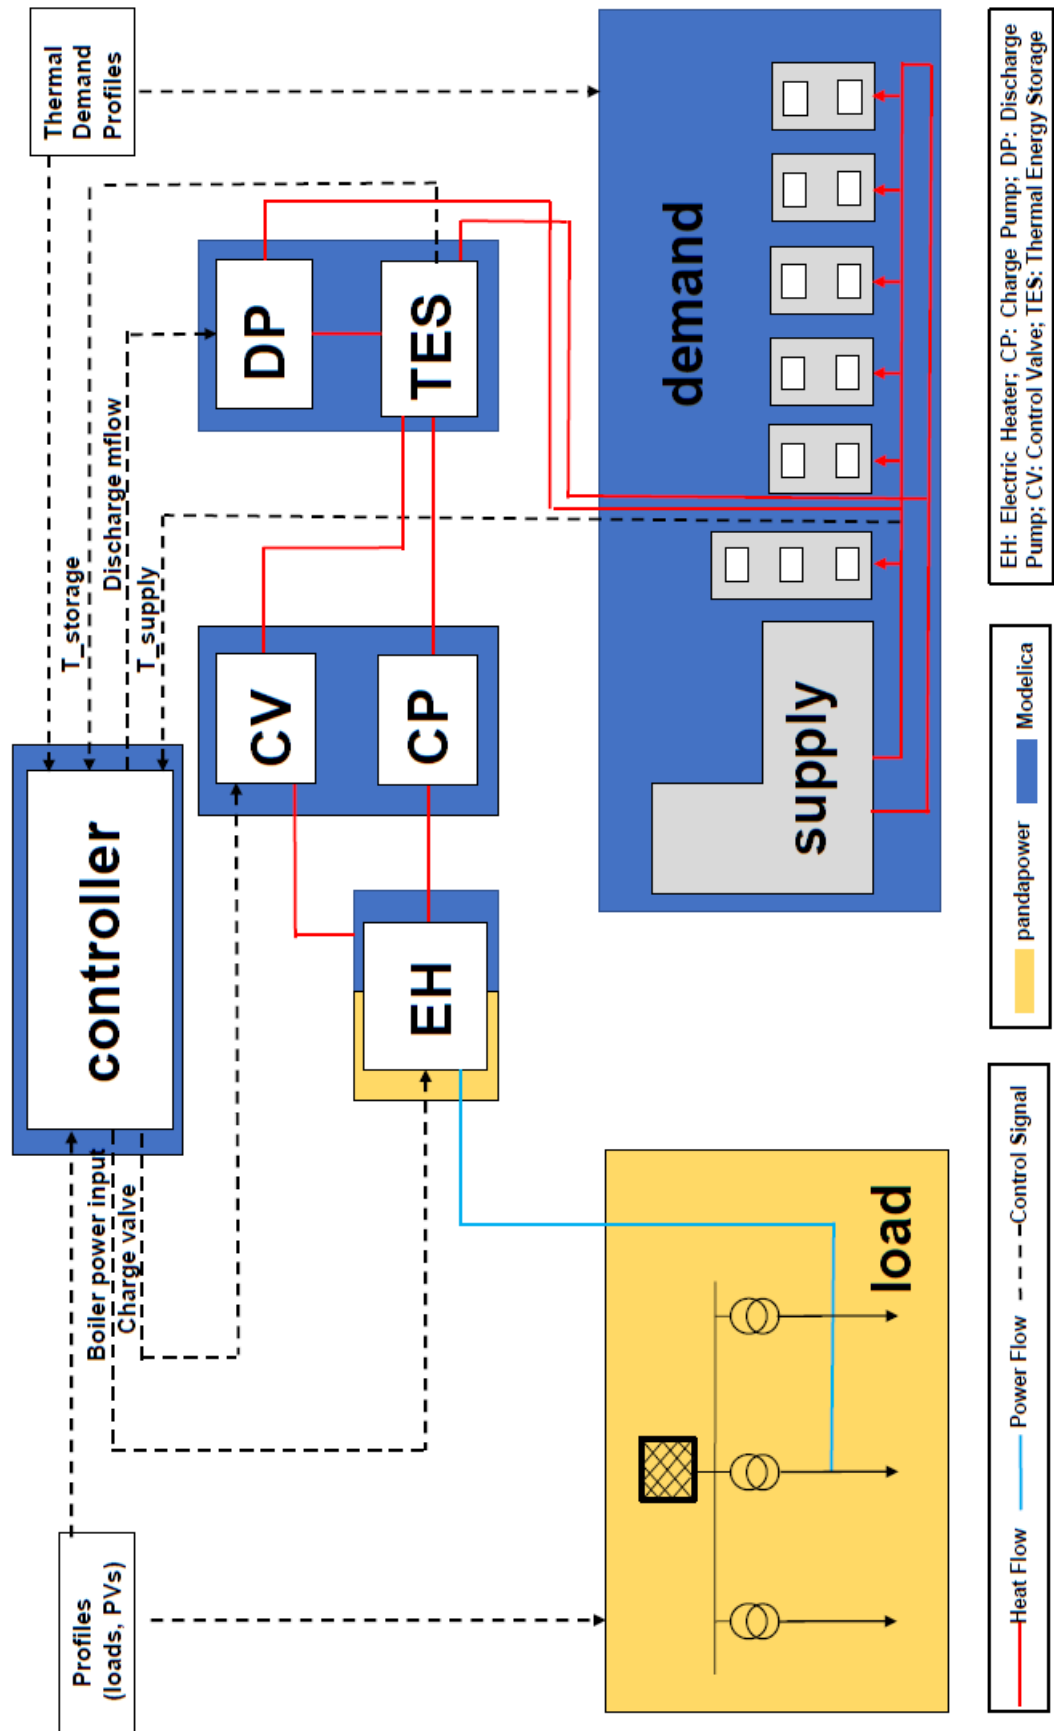 Profiles
(loads, PVs)
Boiler power input
Charge valve
controller
T_storage
Discharge mflow
T_supply
Thermal
Demand
Profiles
EH
CV
CP
DP
TES
load
supply
demand
Heat Flow
Power Flow
Control Signal
pandapower
Modelica
EH: Electric Heater; CP: Charge Pump; DP: Discharge
Pump; CV: Control Valve; TES: Thermal Energy Storage